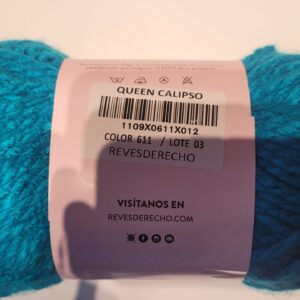 QUEEN CALIPSO
1109X0611X012
COLOR 611 / LOTE 03
REVESDERECHO
VISÍTANOS EN
REVESDERECHO.COM